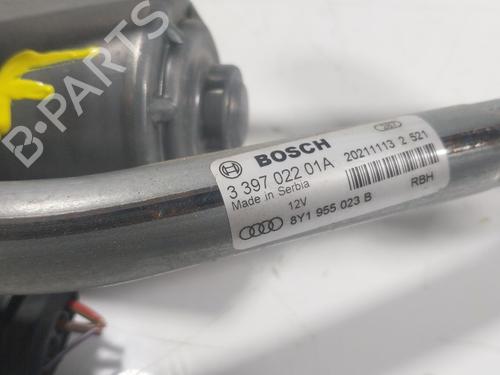 B-PARTS
BOSCH
3 397 022 01A
Made in Serbia
12V
8Y1 955 023 B
20211113 2 521
RBH